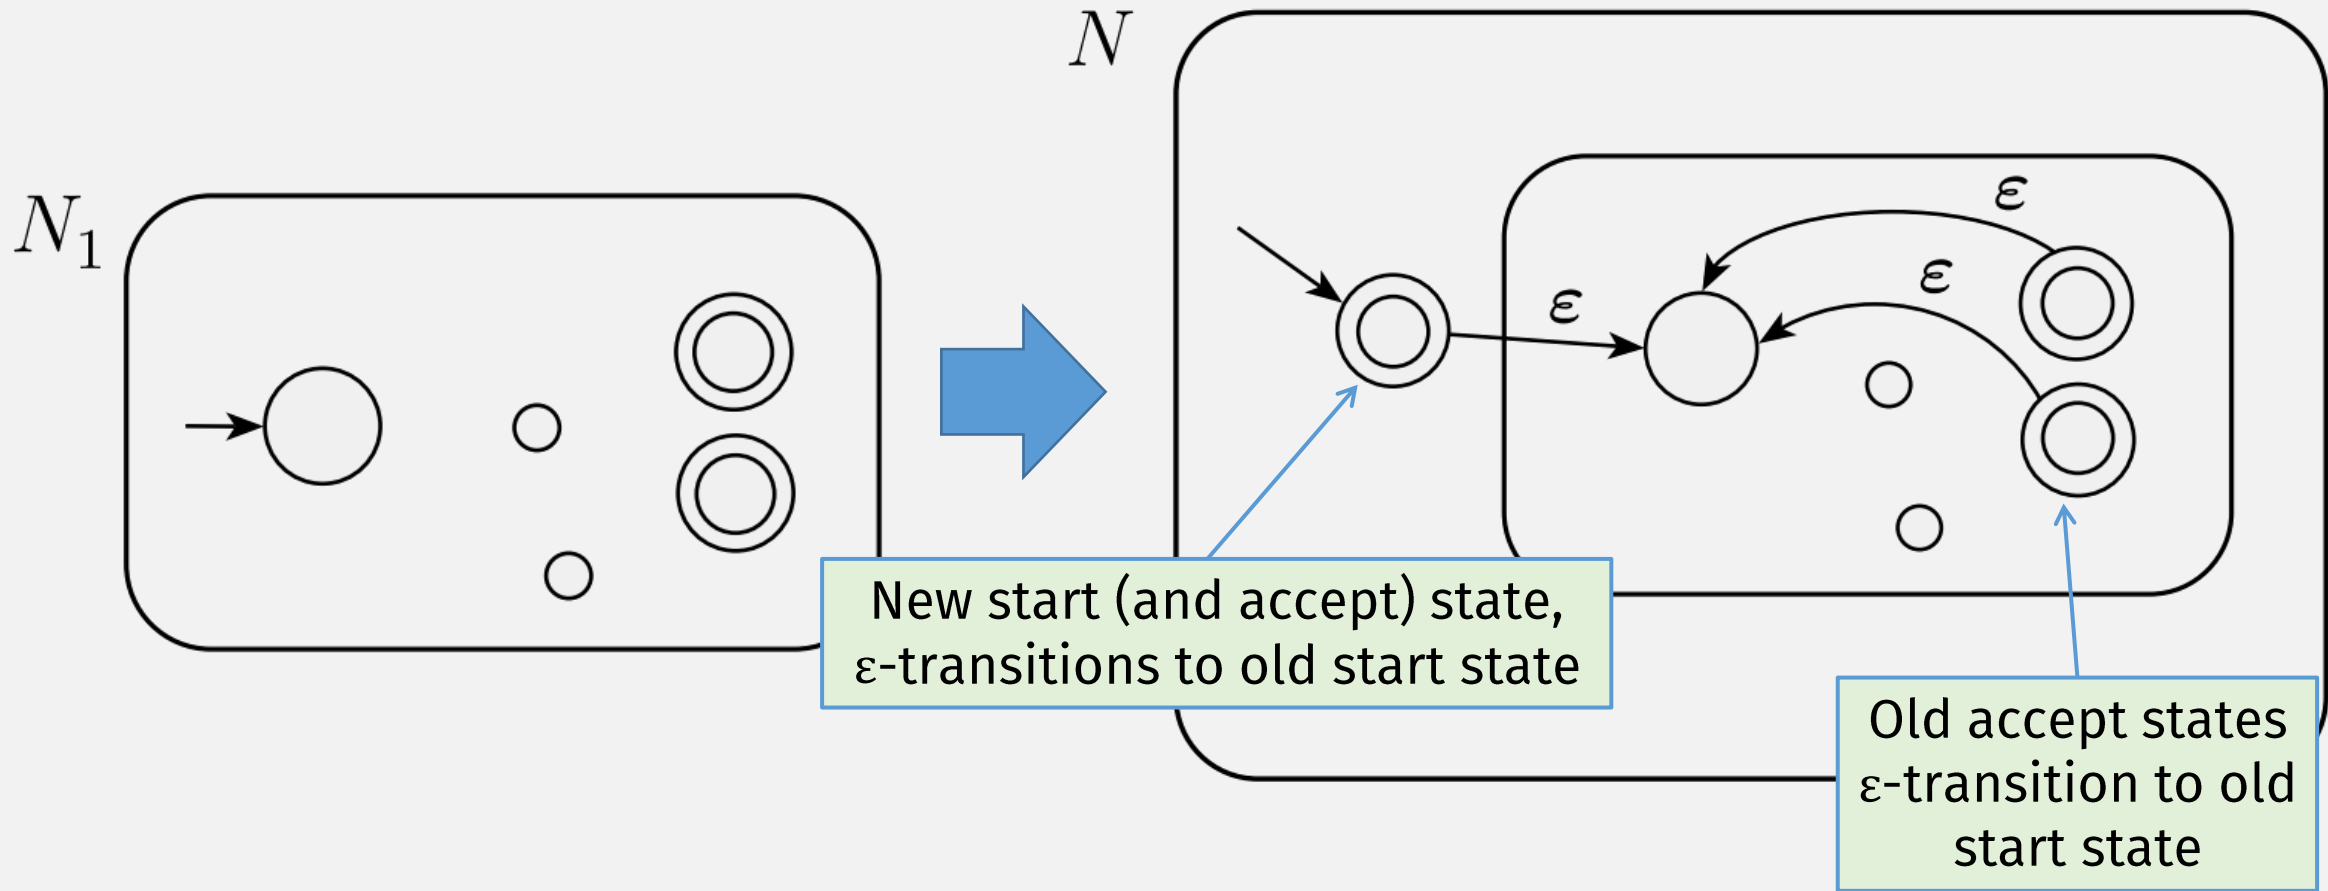 N
N₁
ε
ε
ε
New start (and accept) state,
ε-transitions to old start state
Old accept states
ε-transition to old
start state